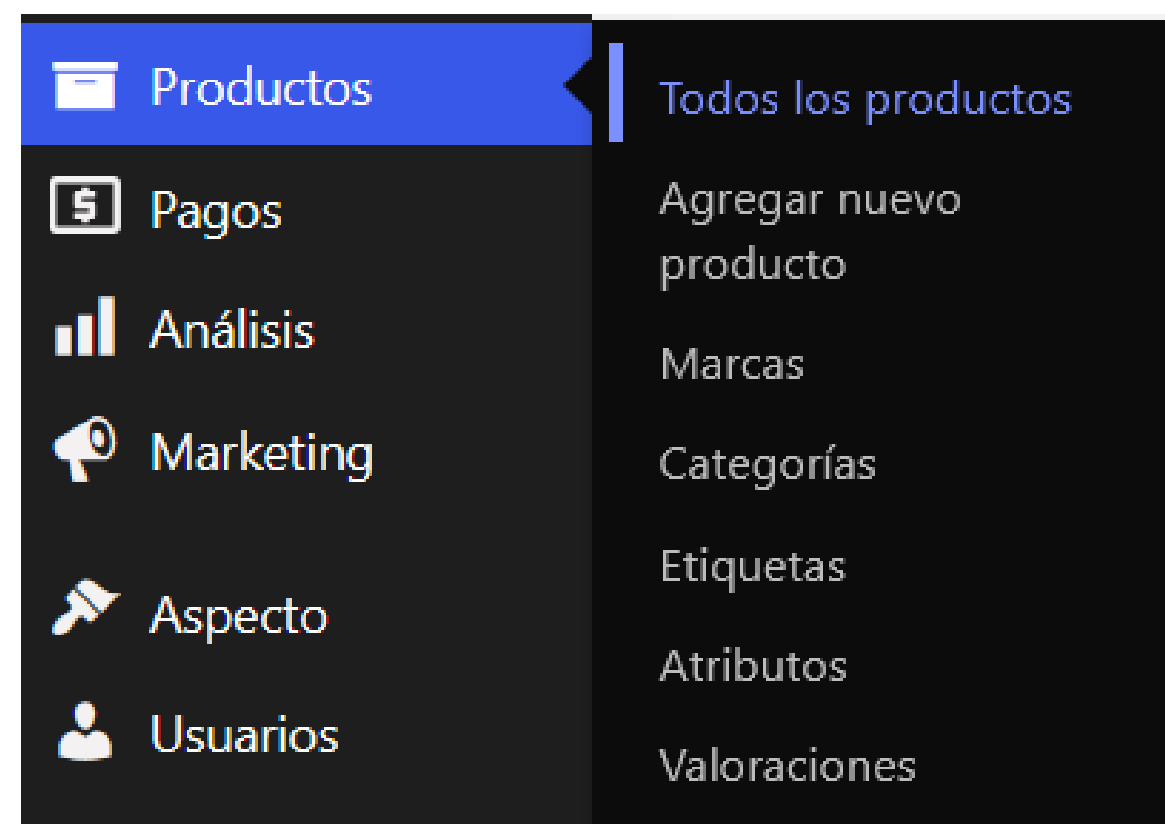 Productos
Pagos
Análisis
Marketing
Aspecto
Usuarios
Todos los productos
Agregar nuevo
producto
Marcas
Categorías
Etiquetas
Atributos
Valoraciones